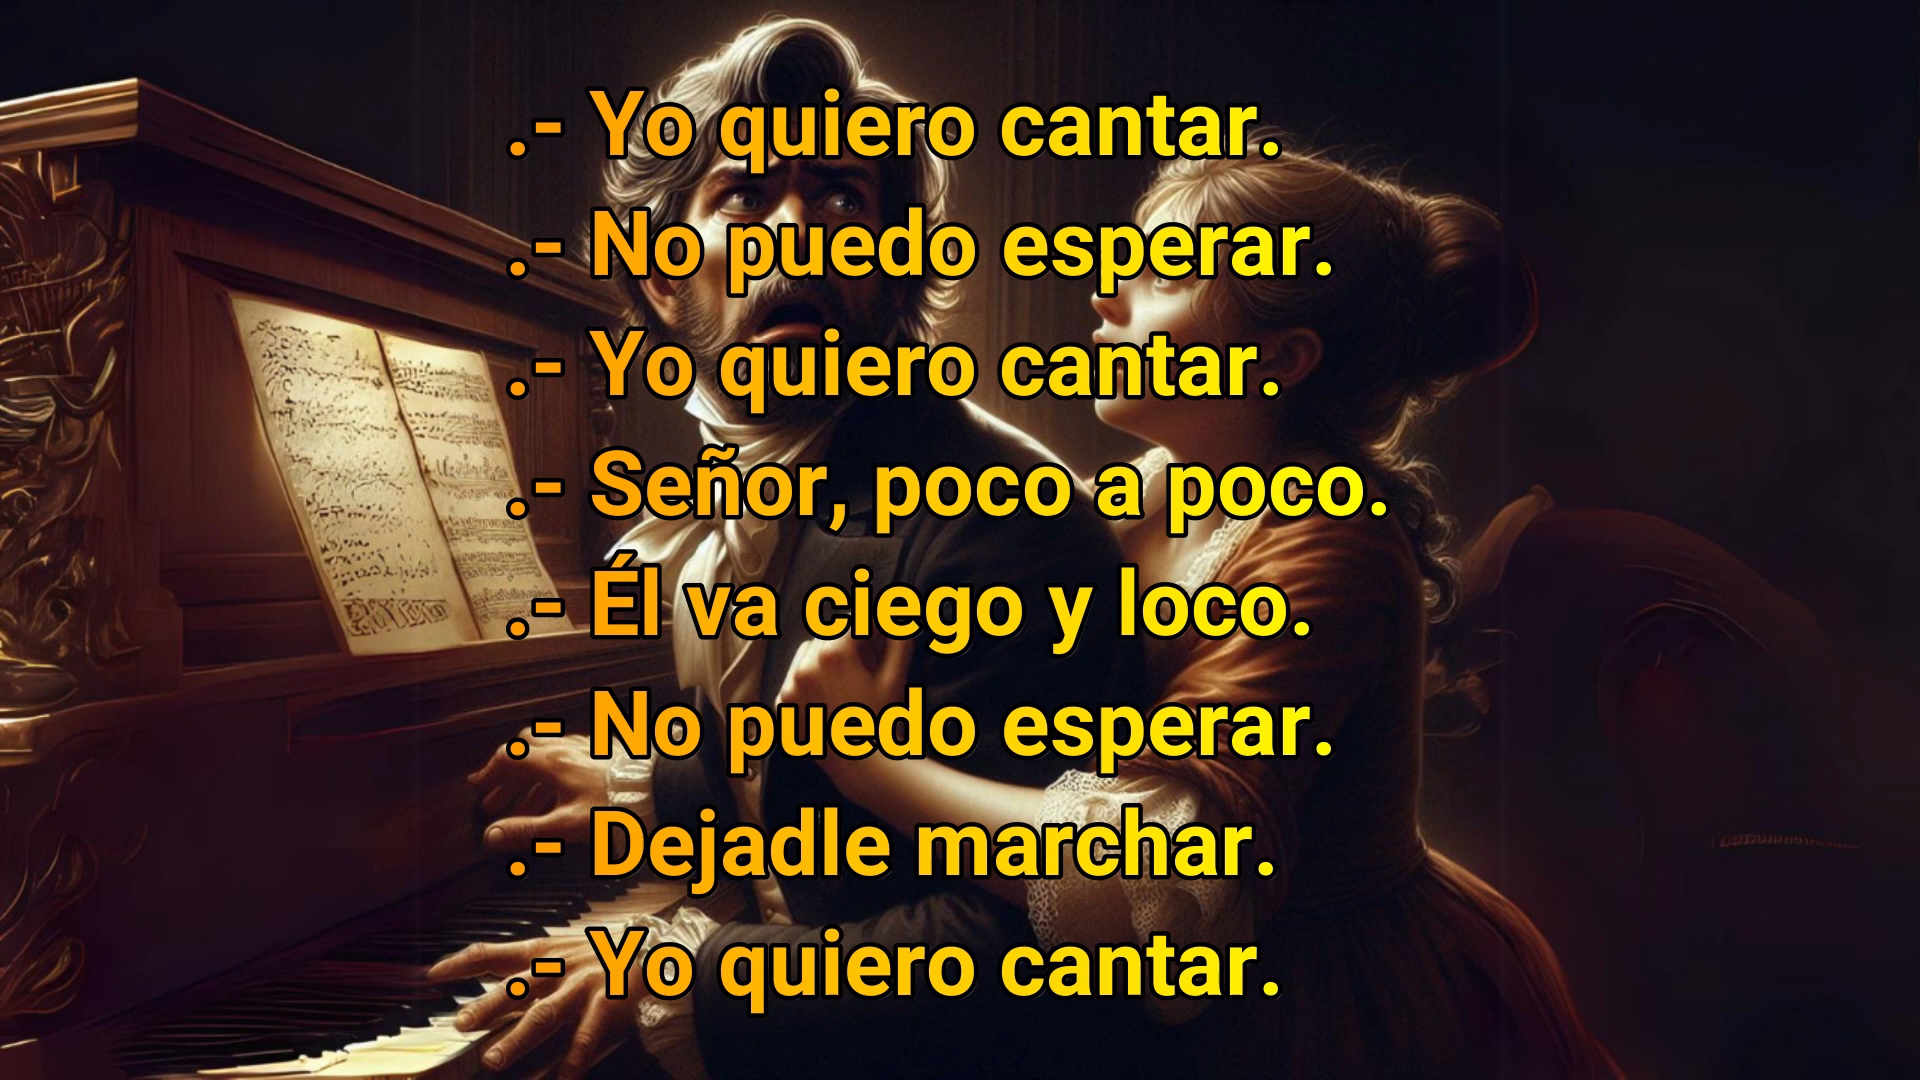 .- Yo quiero cantar.
.- No puedo esperar.
.- Yo quiero cantar.
.- Señor, poco a poco.
.- Él va ciego y loco.
.- No puedo esperar.
.- Dejadle marchar.
.- Yo quiero cantar.